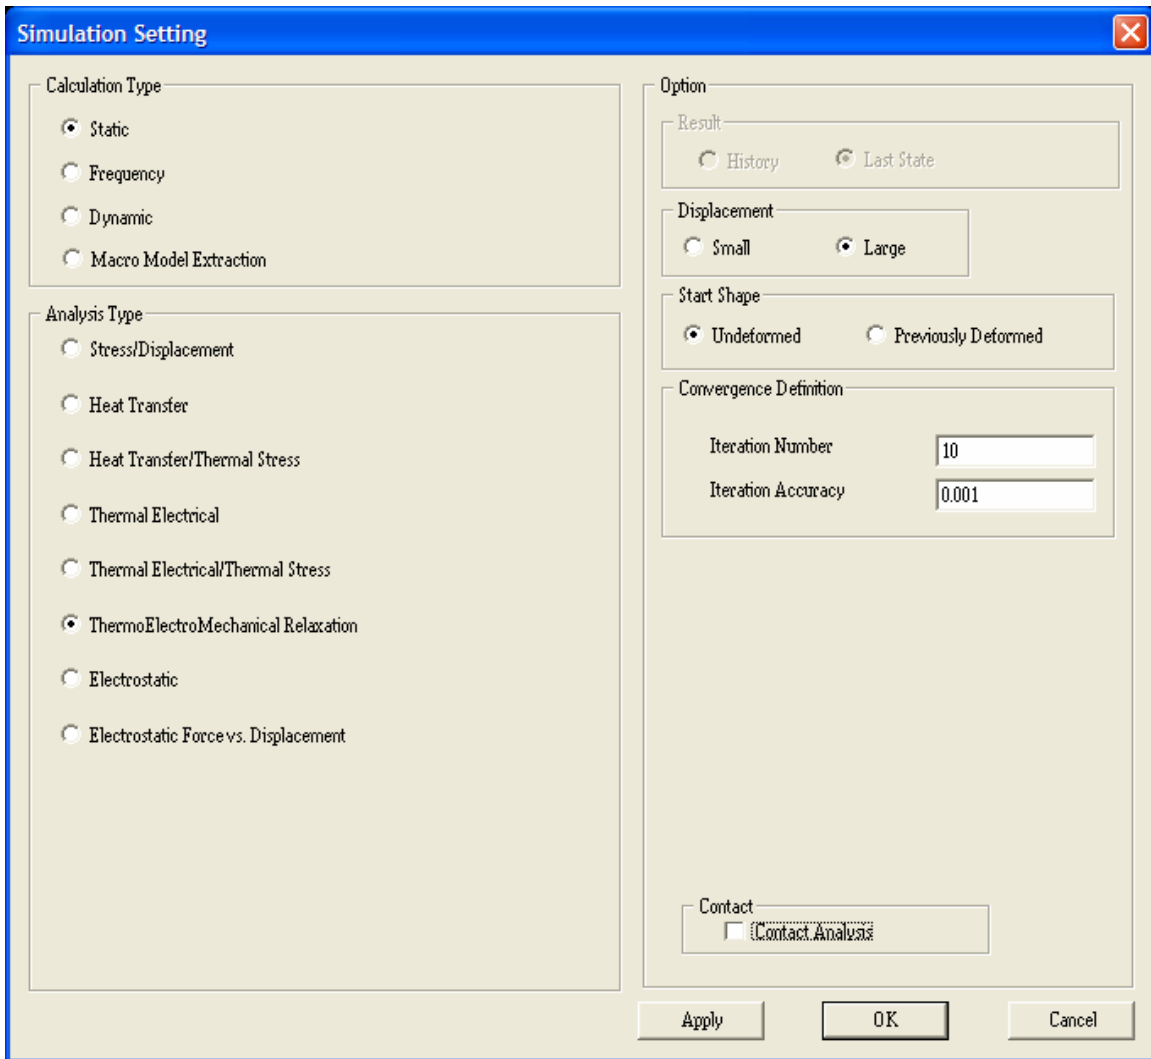 Simulation Setting
Calculation Type
Static
Frequency
Dynamic
Macro Model Extraction
Analysis Type
Stress/Displacement
Heat Transfer
Heat Transfer/Thermal Stress
Thermal Electrical
Thermal Electrical/Thermal Stress
ThermoElectroMechanical Relaxation
Electrostatic
Electrostatic Force vs. Displacement
Option
Result
History Last State
Displacement
Small Large
Start Shape
Undeformed Previously Deformed
Convergence Definition
Iteration Number 10
Iteration Accuracy 0.001
Contact
Contact Analysis
Apply OK Cancel